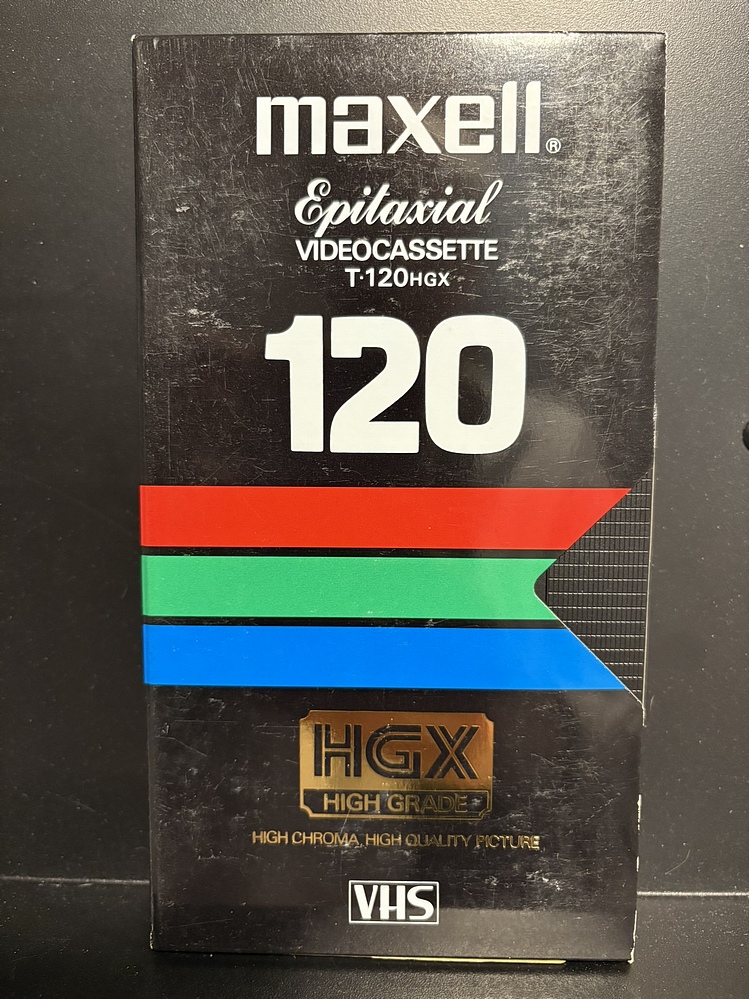 maxell®
Epitaxial
VIDEOCASSETTE
T·120HGX
120
HGX
HIGH GRADE
HIGH CHROMA, HIGH QUALITY PICTURE
VHS